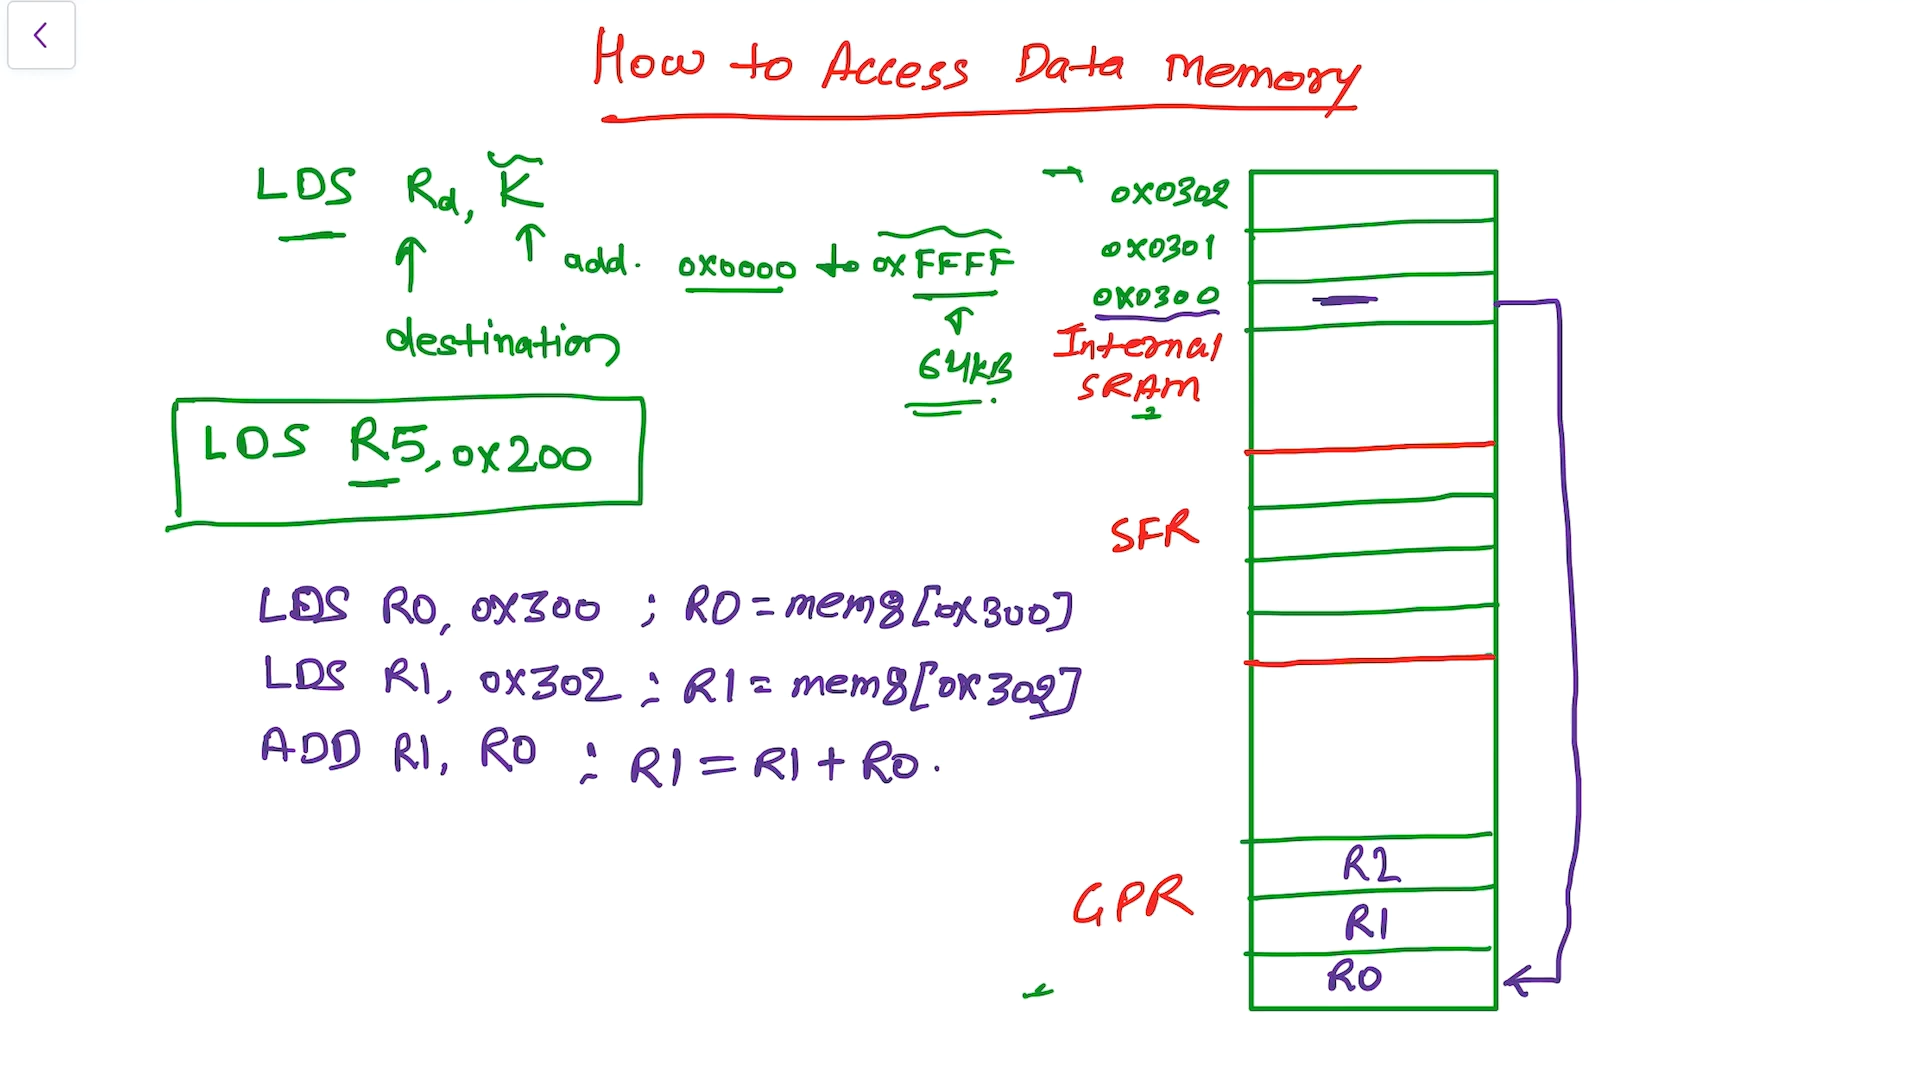 How to Access Data Memory
LDS Rd, K
add. 0x0000 to 0xFFFF
destination
64KB
LDS R5, 0x200
LDS R0, 0x300 ; R0 = mem8[0x300]
LDS R1, 0x302 ; R1 = mem8[0x302]
ADD R1, R0 ; R1 = R1 + R0.
0x0302
0x0301
0x0300
Internal
SRAM
SFR
GPR
R2
R1
R0